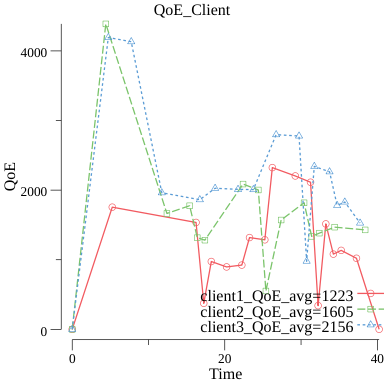 QoE_Client
4000
2000
0
QoE
client1_QoE_avg=1223
client2_QoE_avg=1605
client3_QoE_avg=2156
0
20
40
Time